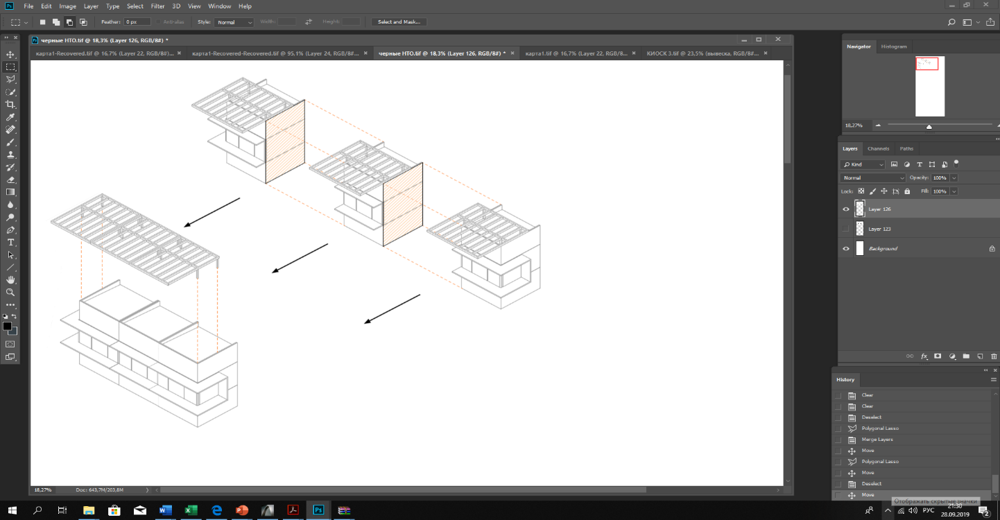 Ps File Edit Image Layer Type Select Filter 3D View Window Help
Feather: 0 px Anti-alias Style: Normal Width: Height: Select and Mask...
черные НТО.tif @ 18,3% (Layer 126, RGB/8#) *
карта1-Recovered.tif @ 16,7% (Layer 22, RGB/8#)... × карта1-Recovered-Recovered.tif @ 95,1% (Layer 24, RGB/8#... × черные НТО.tif @ 18,3% (Layer 126, RGB/8#) * × карта1.tif @ 16,7% (Layer 22, RGB/8... × КИОСК 3.tif @ 23,5% (вывеска, RGB/8#... ×
Navigator Histogram
18,27%
Layers Channels Paths
Kind
Normal Opacity: 100%
Lock: Fill: 100%
Layer 126
Layer 123
Background
fx
History
Clear
Clear
Deselect
Polygonal Lasso
Merge Layers
Move
Polygonal Lasso
Move
Deselect
Move
18,27% Doc: 643,7M/203,8M
Отображать скрытые значки
РУС
21:30
28.09.2019
2